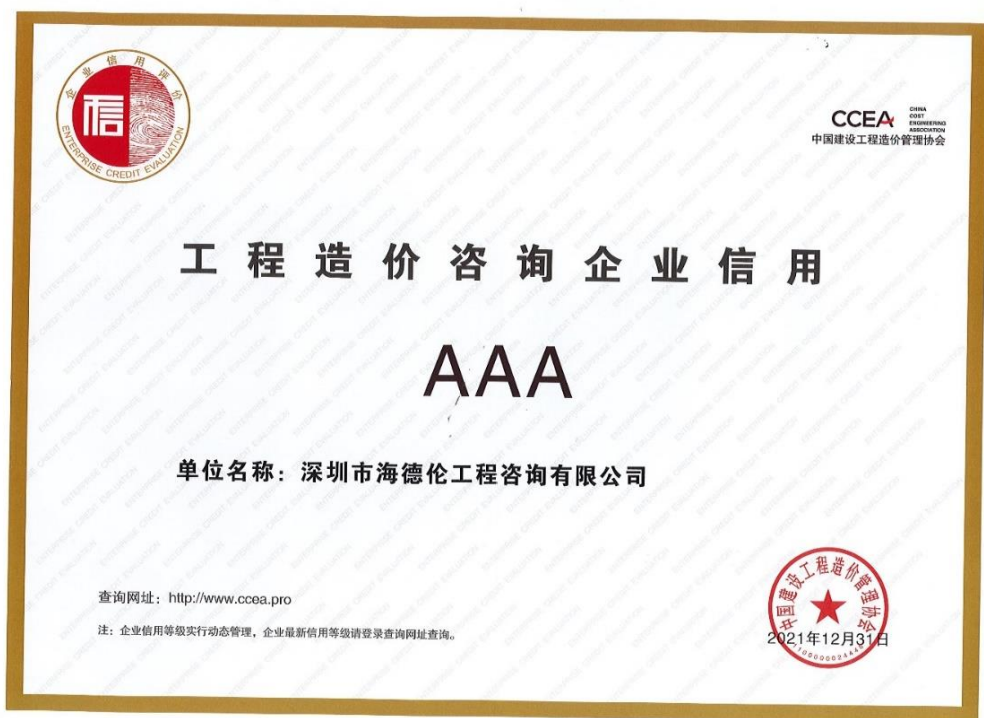 企业信用评价
信
ENTERPRISE CREDIT EVALUATION
CCEA
CHINA
COST
ENGINEERING
ASSOCIATION
中国建设工程造价管理协会
工程造价咨询企业信用
AAA
单位名称：深圳市海德伦工程咨询有限公司
查询网址：http://www.ccea.pro
注：企业信用等级实行动态管理，企业最新信用等级请登录查询网址查询。
中国建设工程造价管理协会
2021年12月31日